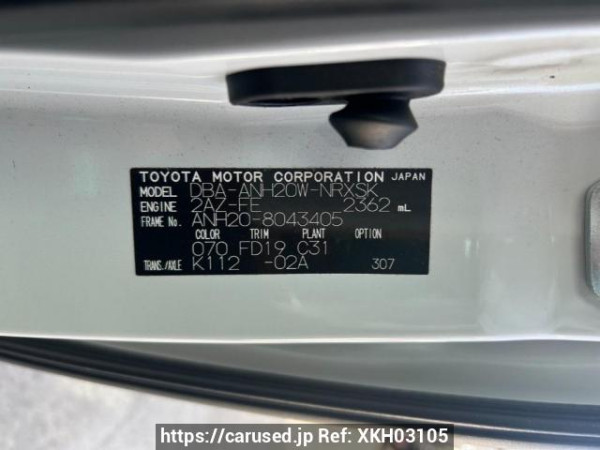 TOYOTA MOTOR CORPORATION JAPAN
MODEL DBA-ANH20W-NRXSK
ENGINE 2AZ-FE 2362 mL
FRAME No. ANH20-8043405
COLOR TRIM PLANT OPTION
070 FD19 C31
TRANS./AXLE K112 -02A 307
https://carused.jp Ref: XKH03105